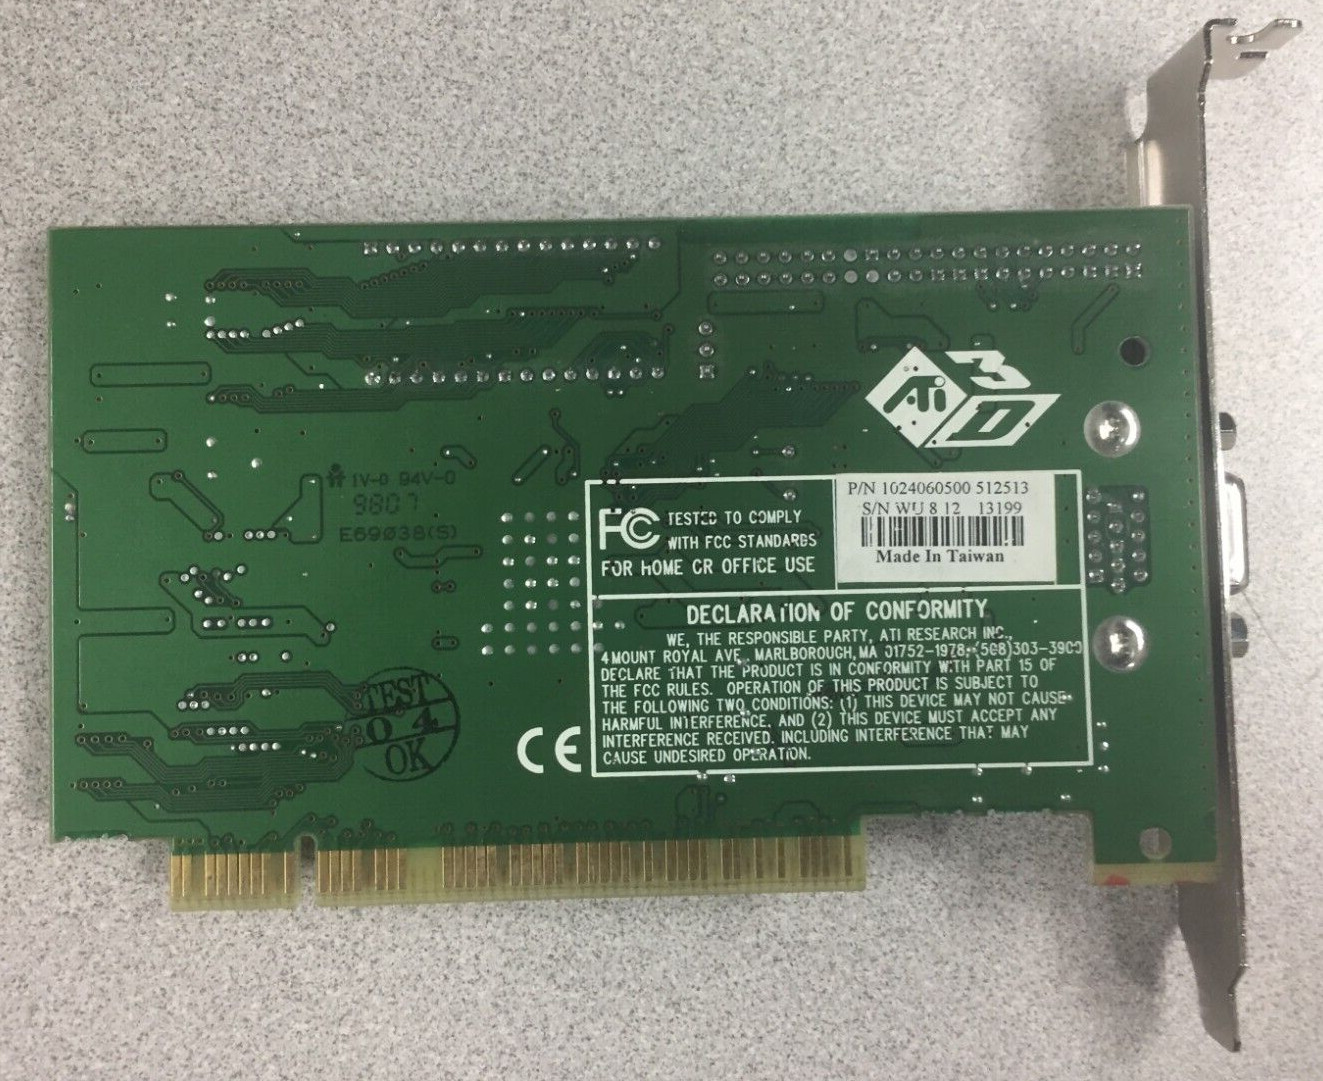 ATi 3D
P/N 1024060500 512513
S/N WU 8 12 13199
Made In Taiwan
IV-0 94V-0
9807
E69038(S)
FC
TESTED TO COMPLY
WITH FCC STANDARDS
FOR HOME OR OFFICE USE
DECLARATION OF CONFORMITY
WE, THE RESPONSIBLE PARTY, ATI RESEARCH INC.,
4 MOUNT ROYAL AVE, MARLBOROUGH, MA 01752-1978, (508)303-3900
DECLARE THAT THE PRODUCT IS IN CONFORMITY WITH PART 15 OF
THE FCC RULES. OPERATION OF THIS PRODUCT IS SUBJECT TO
THE FOLLOWING TWO CONDITIONS: (1) THIS DEVICE MAY NOT CAUSE
HARMFUL INTERFERENCE, AND (2) THIS DEVICE MUST ACCEPT ANY
INTERFERENCE RECEIVED, INCLUDING INTERFERENCE THAT MAY
CAUSE UNDESIRED OPERATION.
CE
TEST
04
OK